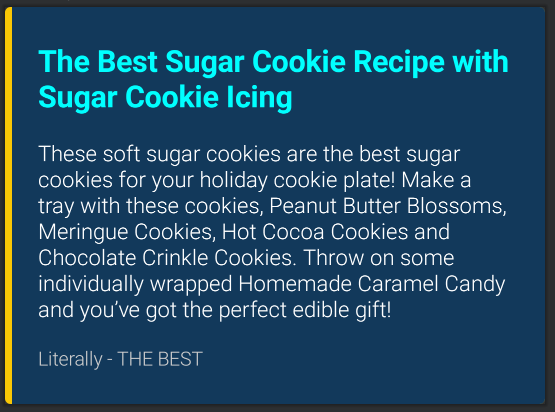 The Best Sugar Cookie Recipe with
Sugar Cookie Icing
These soft sugar cookies are the best sugar
cookies for your holiday cookie plate! Make a
tray with these cookies, Peanut Butter Blossoms,
Meringue Cookies, Hot Cocoa Cookies and
Chocolate Crinkle Cookies. Throw on some
individually wrapped Homemade Caramel Candy
and you’ve got the perfect edible gift!
Literally - THE BEST